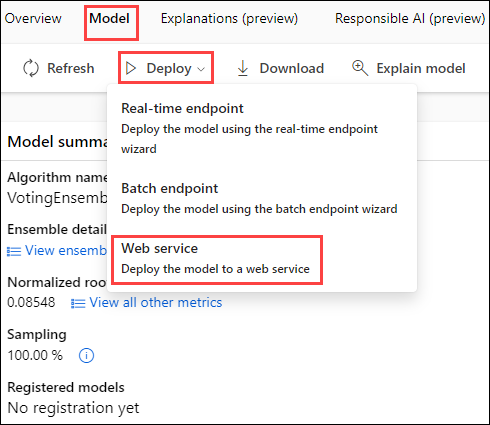 Overview Model Explanations (preview) Responsible AI (preview)
Refresh Deploy Download Explain model
Real-time endpoint
Deploy the model using the real-time endpoint
wizard
Batch endpoint
Deploy the model using the batch endpoint wizard
Web service
Deploy the model to a web service
Model summa
Algorithm name
VotingEnsemb
Ensemble detail
View ensemb
Normalized roo
0.08548 View all other metrics
Sampling
100.00 %
Registered models
No registration yet